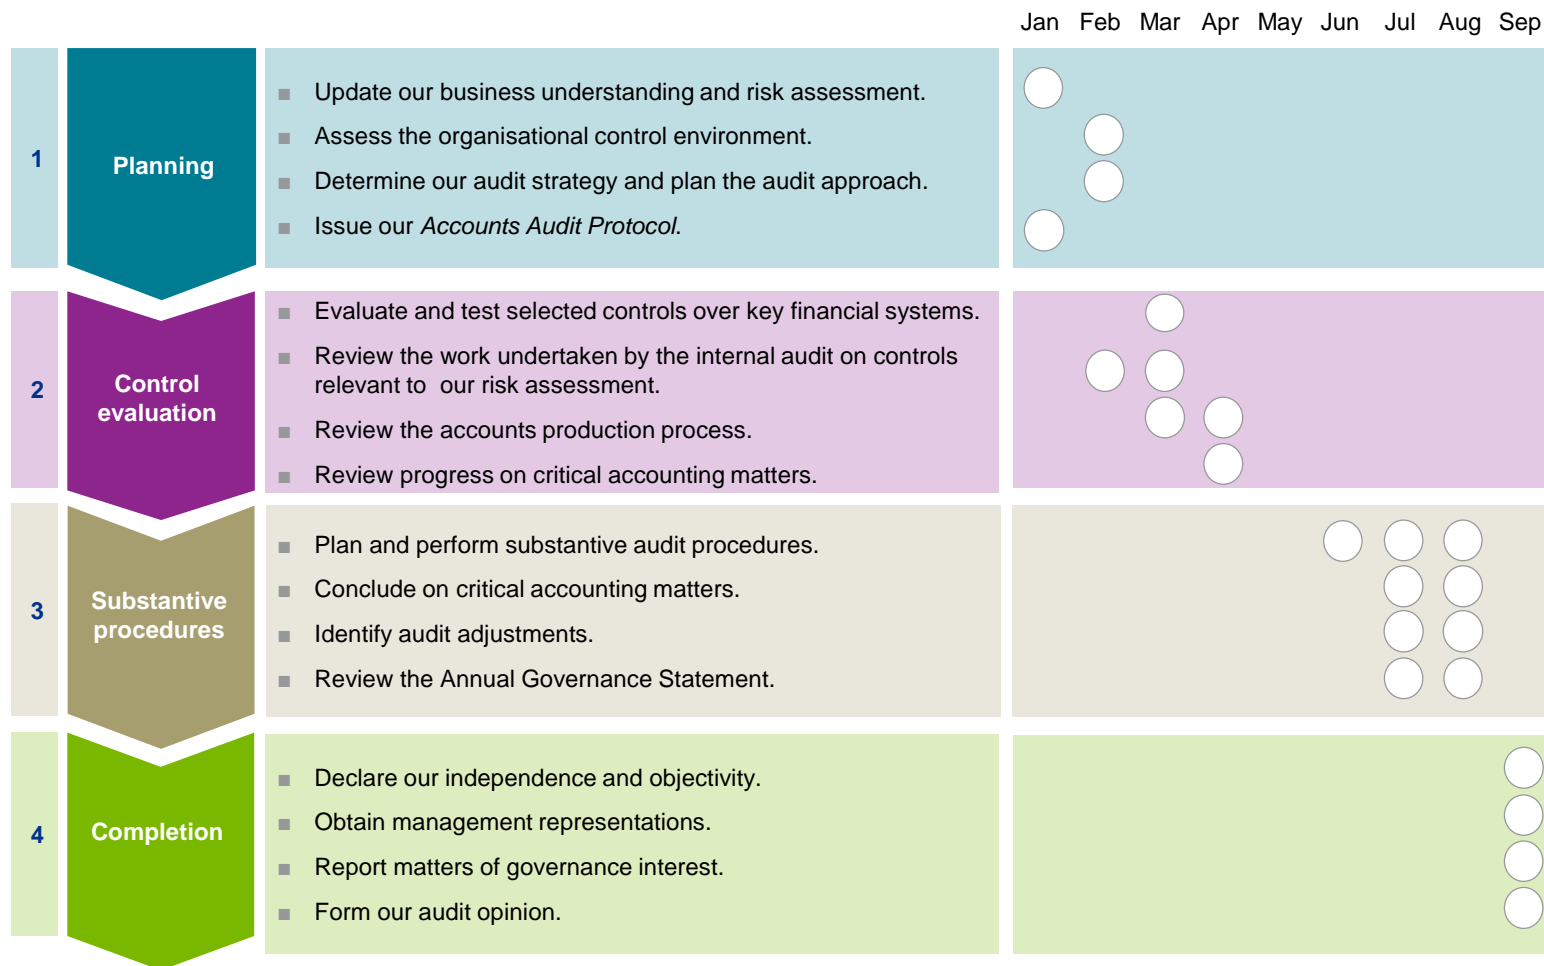 Jan Feb Mar Apr May Jun Jul Aug Sep
1
Planning
■ Update our business understanding and risk assessment.
■ Assess the organisational control environment.
■ Determine our audit strategy and plan the audit approach.
■ Issue our Accounts Audit Protocol.
2
Control
evaluation
■ Evaluate and test selected controls over key financial systems.
■ Review the work undertaken by the internal audit on controls
relevant to our risk assessment.
■ Review the accounts production process.
■ Review progress on critical accounting matters.
3
Substantive
procedures
■ Plan and perform substantive audit procedures.
■ Conclude on critical accounting matters.
■ Identify audit adjustments.
■ Review the Annual Governance Statement.
4
Completion
■ Declare our independence and objectivity.
■ Obtain management representations.
■ Report matters of governance interest.
■ Form our audit opinion.